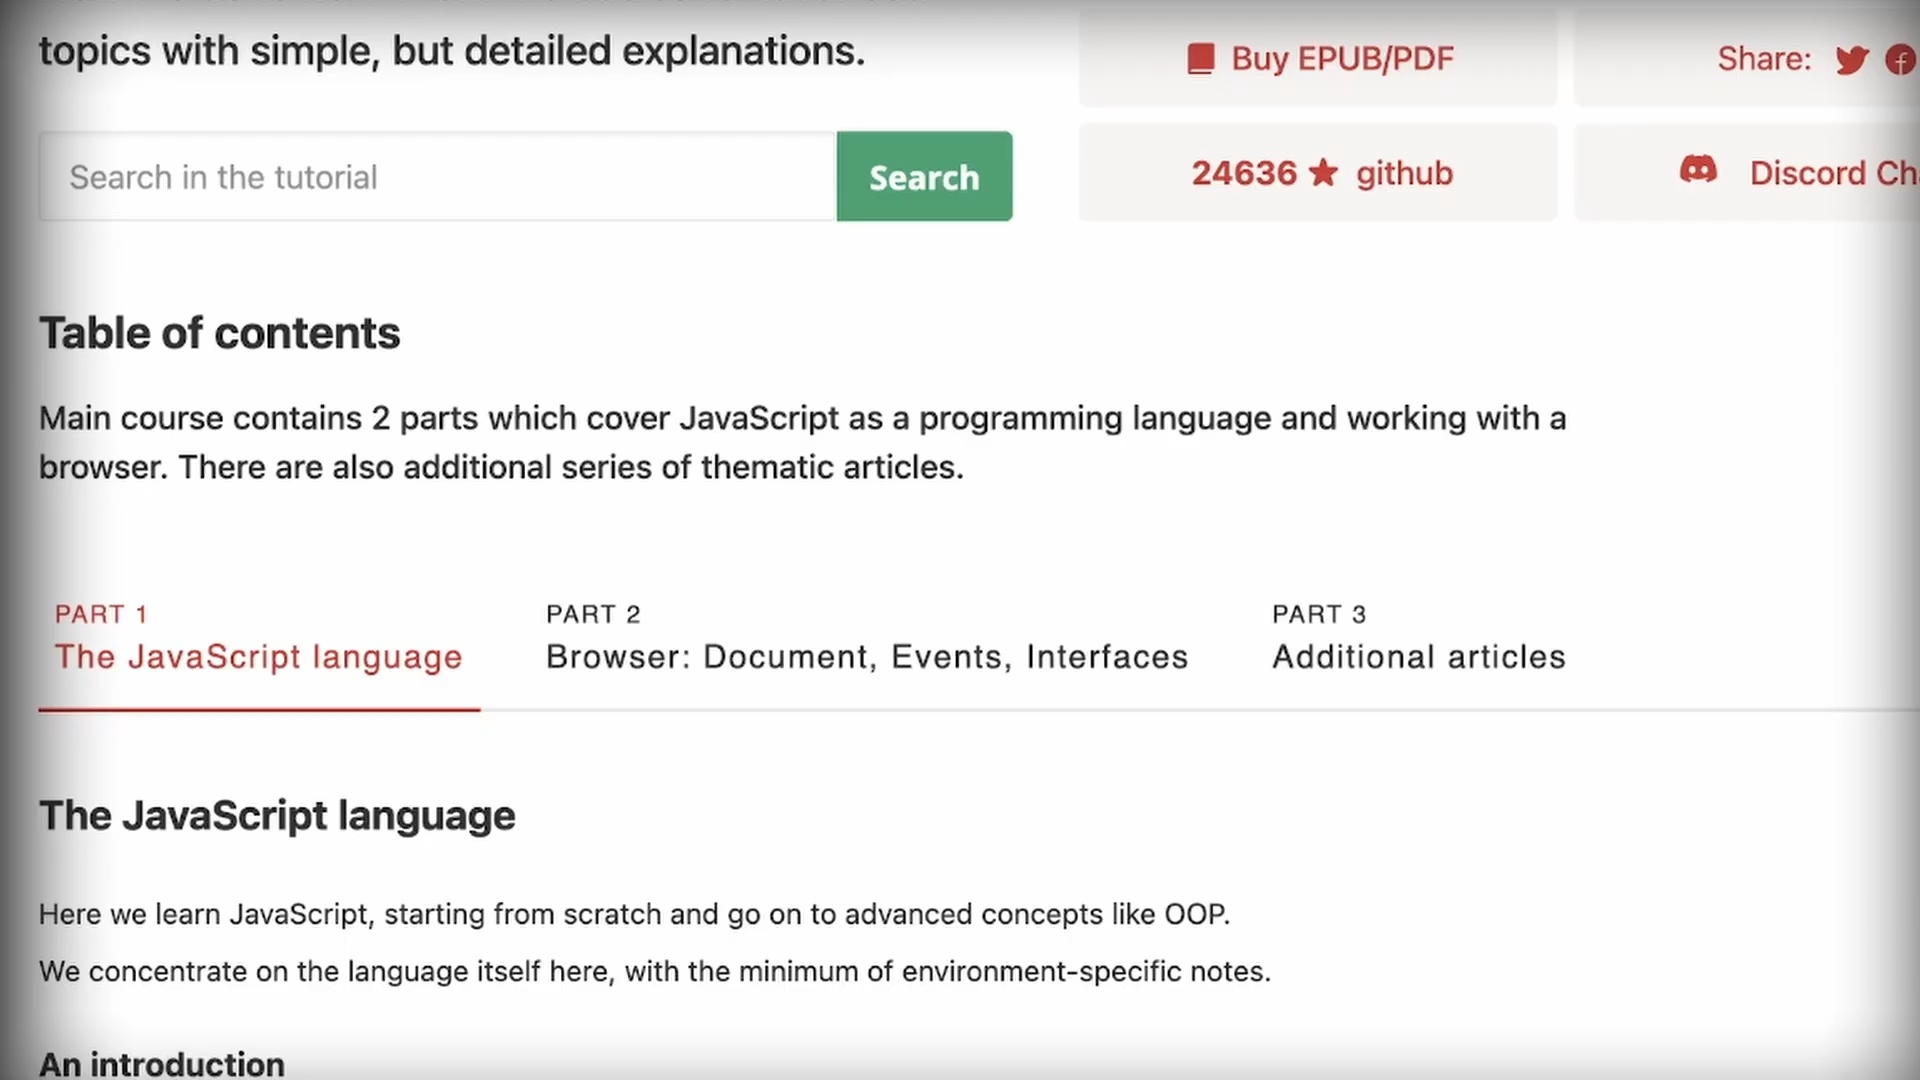 topics with simple, but detailed explanations.
Buy EPUB/PDF
Share:
Search in the tutorial
Search
24636 ★ github
Discord
Table of contents
Main course contains 2 parts which cover JavaScript as a programming language and working with a
browser. There are also additional series of thematic articles.
PART 1
The JavaScript language
PART 2
Browser: Document, Events, Interfaces
PART 3
Additional articles
The JavaScript language
Here we learn JavaScript, starting from scratch and go on to advanced concepts like OOP.
We concentrate on the language itself here, with the minimum of environment-specific notes.
An introduction